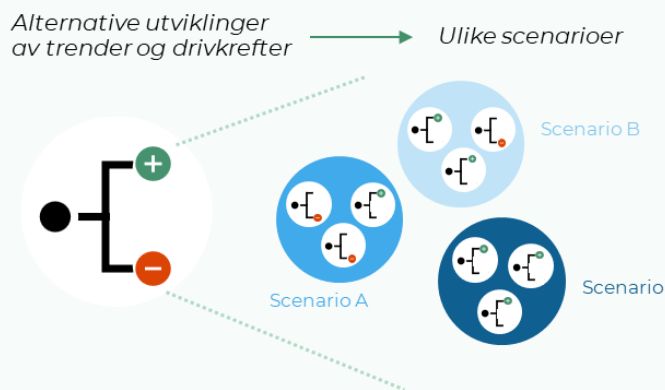 Alternative utviklinger
av trender og drivkrefter
Ulike scenarioer
Scenario B
Scenario A
Scenario